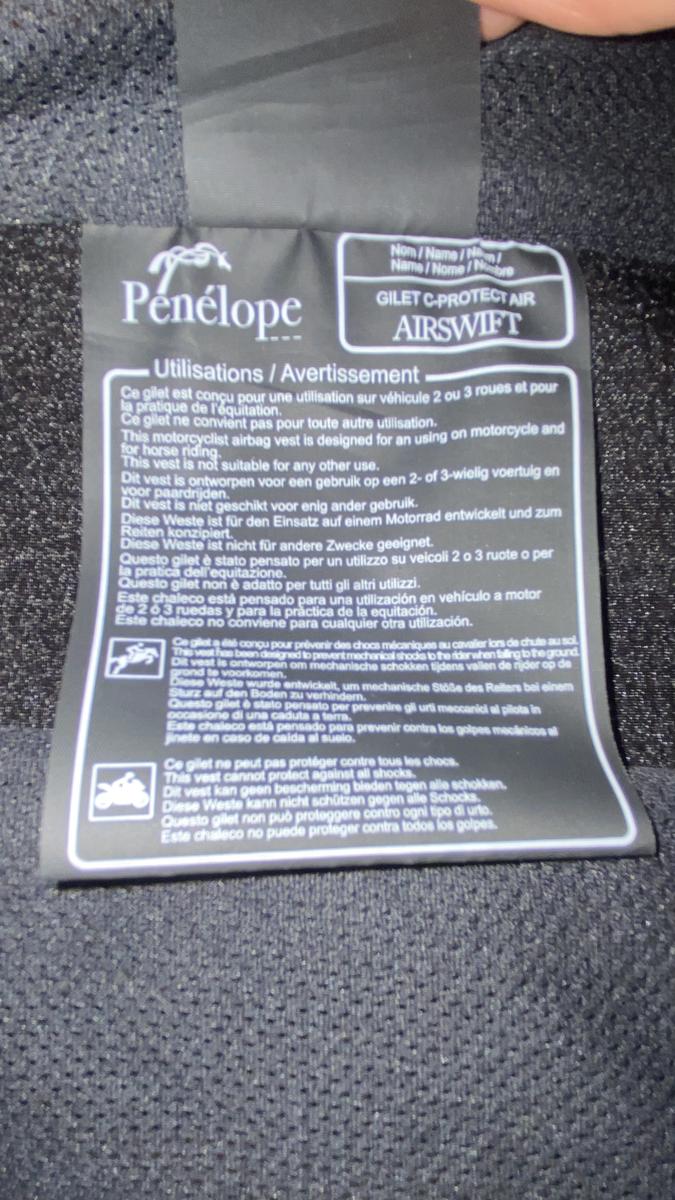 Pénélope
Nom / Name / Naam /
Name / Nome / Nombre
GILET C-PROTECT AIR
AIRSWIFT
Utilisations / Avertissement
Ce gilet est conçu pour une utilisation sur véhicule 2 ou 3 roues et pour
la pratique de l'équitation.
Ce gilet ne convient pas pour toute autre utilisation.
This motorcyclist airbag vest is designed for an using on motorcycle and
for horse riding.
This vest is not suitable for any other use.
Dit vest is ontworpen voor een gebruik op een 2- of 3-wielig voertuig en
voor paardrijden.
Dit vest is niet geschikt voor enig ander gebruik.
Diese Weste ist für den Einsatz auf einem Motorrad entwickelt und zum
Reiten konzipiert.
Diese Weste ist nicht für andere Zwecke geeignet.
Questo gilet è stato pensato per un utilizzo su veicoli 2 o 3 ruote o per
la pratica dell'equitazione.
Questo gilet non è adatto per tutti gli altri utilizzi.
Este chaleco está pensado para una utilización en vehículo a motor
de 2 ó 3 ruedas y para la práctica de la equitación.
Este chaleco no conviene para cualquier otra utilización.
Ce gilet a été conçu pour prévenir des chocs mécaniques au cavalier lors de chute au sol.
This vest has been designed to prevent mechanical shocks to the rider when falling to the ground.
Dit vest is ontworpen om mechanische schokken tijdens vallen de rijder op de
grond te voorkomen.
Diese Weste wurde entwickelt, um mechanische Stöße des Reiters bei einem
Sturz auf den Boden zu verhindern.
Questo gilet è stato pensato per prevenire gli urti meccanici al pilota in
occasione di una caduta a terra.
Este chaleco está pensado para prevenir contra los golpes mecánicos al
jinete en caso de caída al suelo.
Ce gilet ne peut pas protéger contre tous les chocs.
This vest cannot protect against all shocks.
Dit vest kan geen bescherming bieden tegen alle schokken.
Diese Weste kann nicht schützen gegen alle Schocks.
Questo gilet non può proteggere contro ogni tipo di urto.
Este chaleco no puede proteger contra todos los golpes.